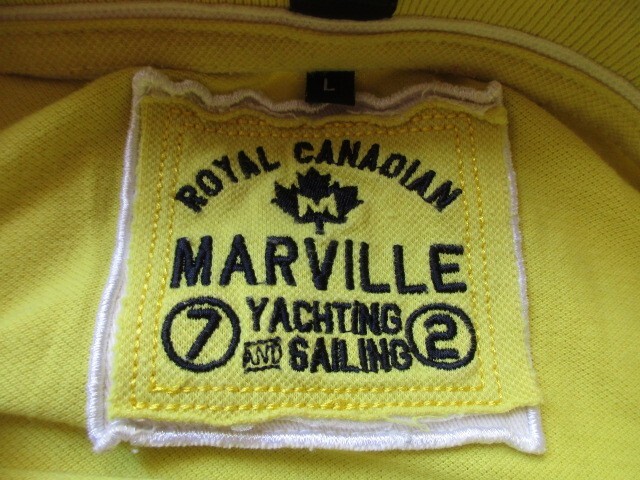 L
ROYAL CANADIAN
M
MARVILLE
7 YACHTING 2
AND SAILING